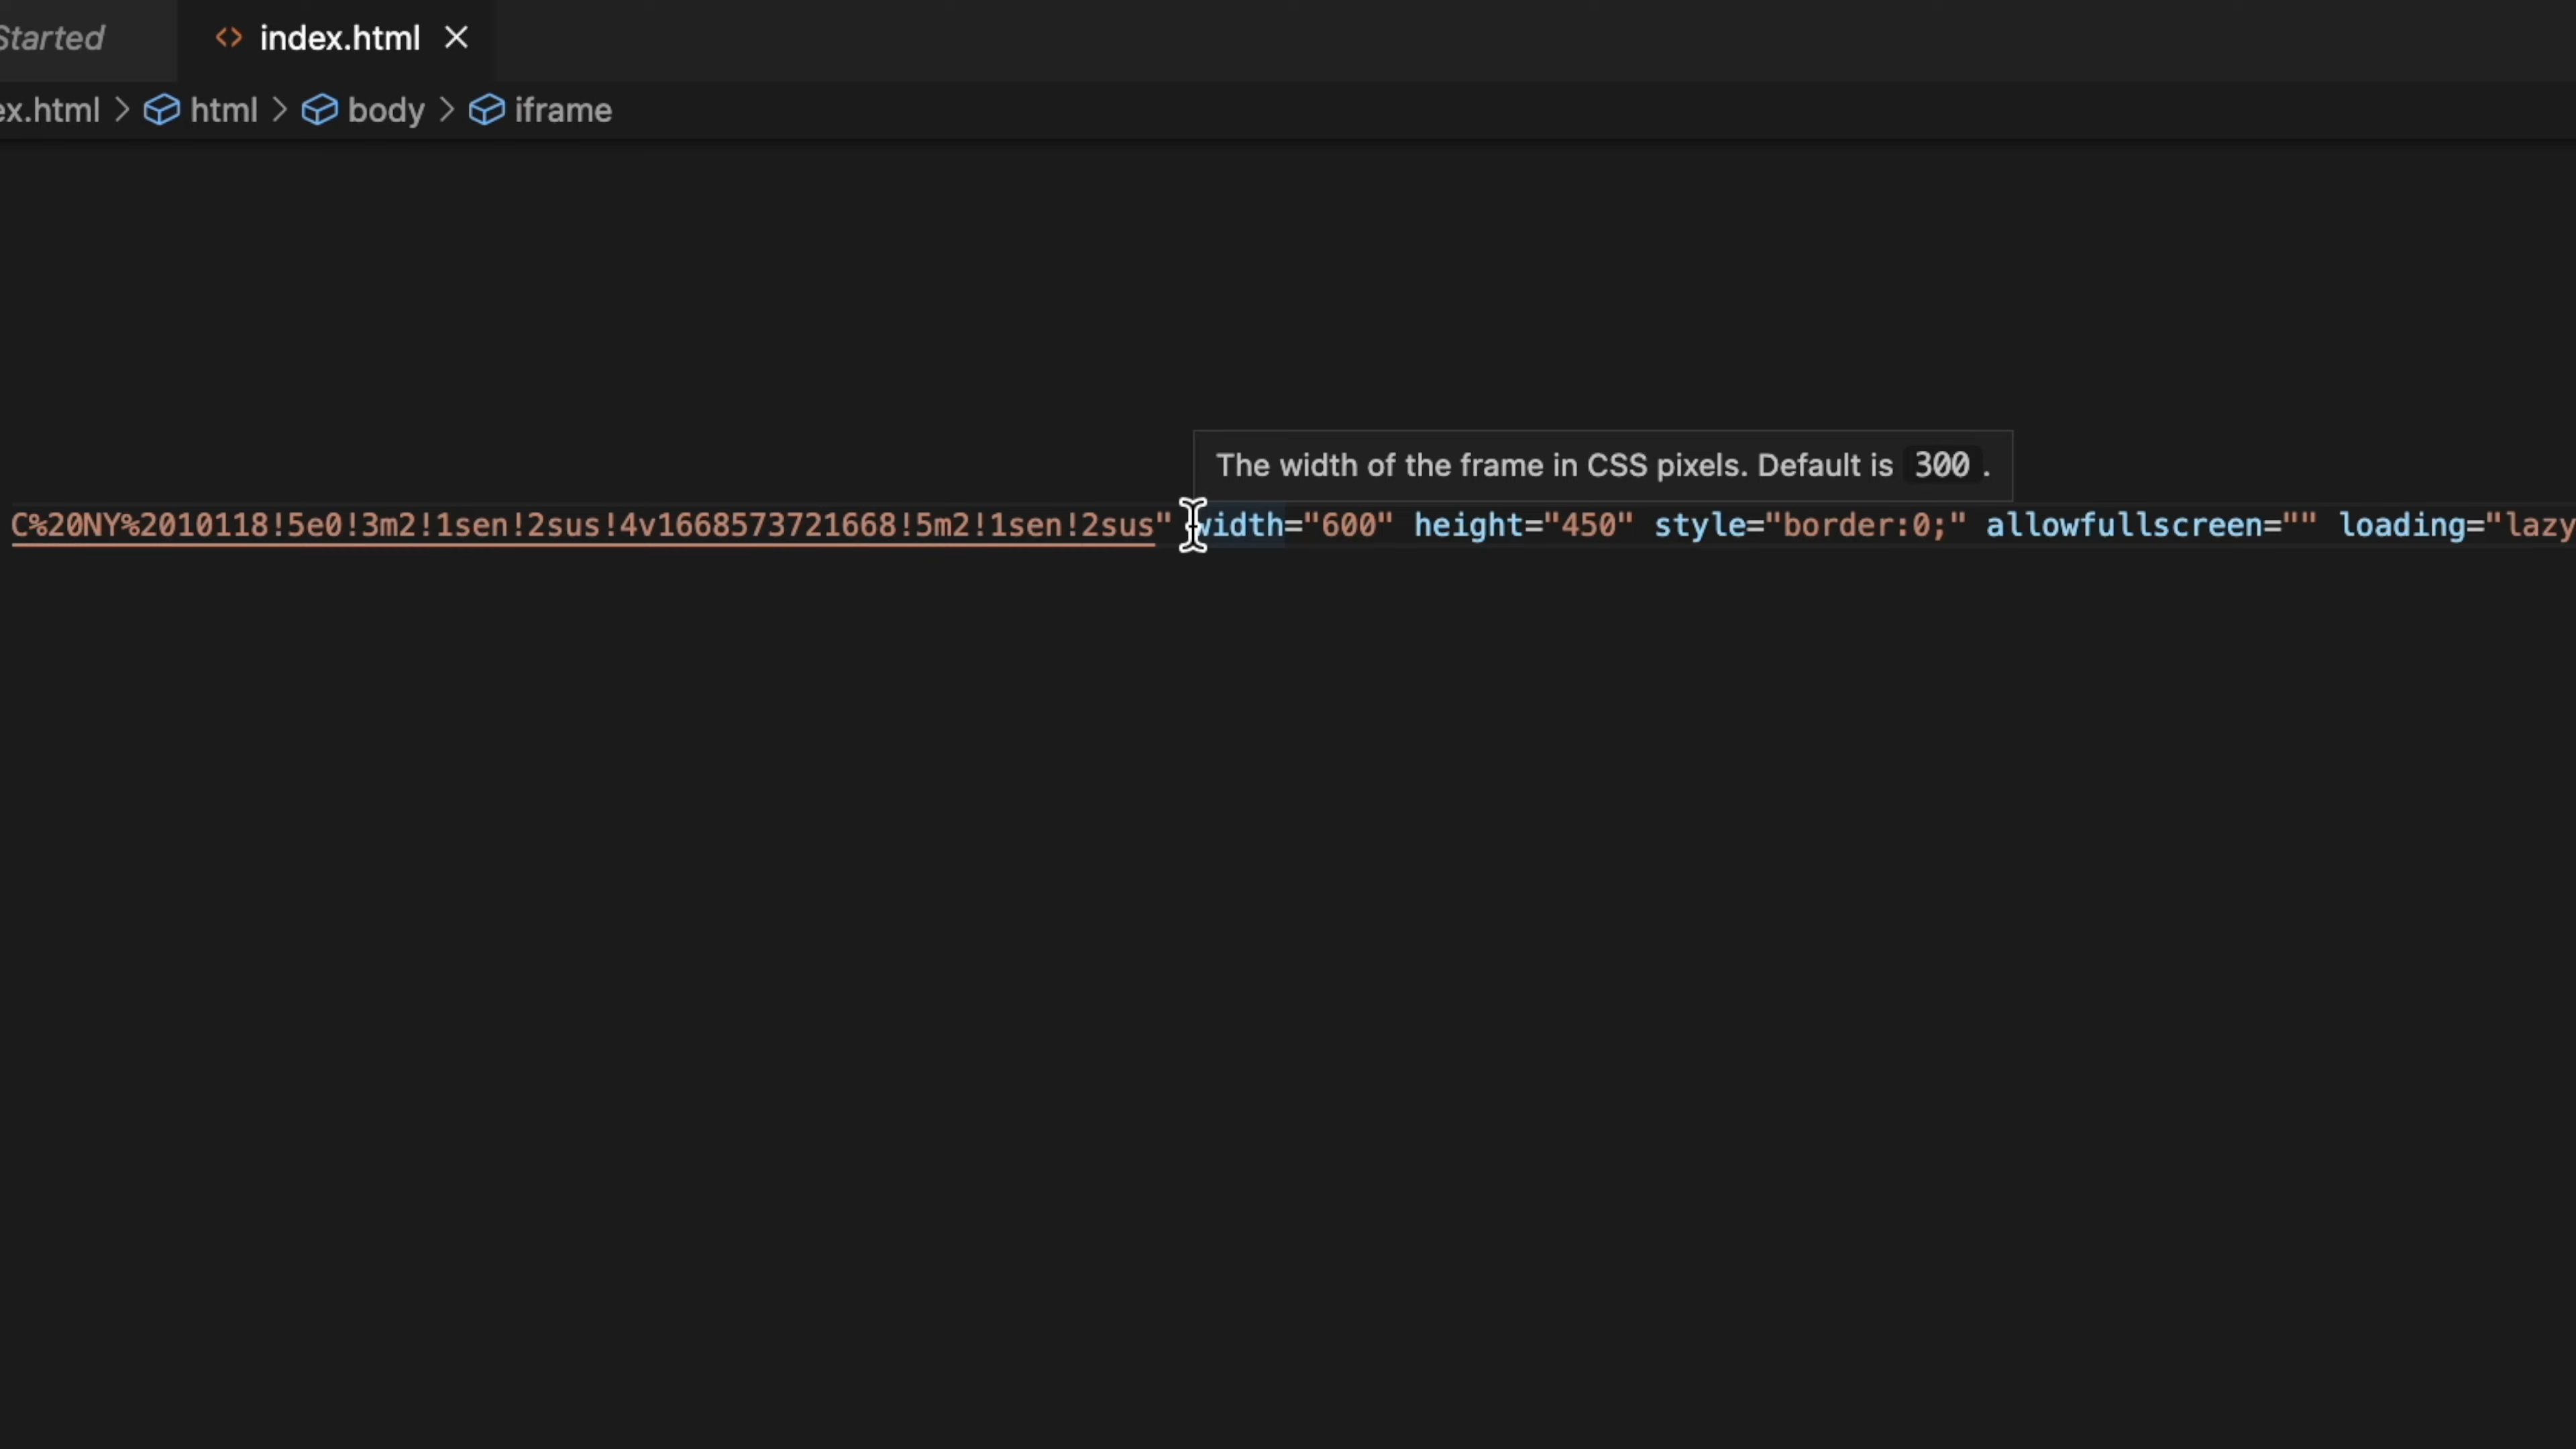 Started index.html
ex.html > html > body > iframe
The width of the frame in CSS pixels. Default is 300.
C%20NY%2010118!5e0!3m2!1sen!2sus!4v1668573721668!5m2!1sen!2sus" width="600" height="450" style="border:0;" allowfullscreen="" loading="lazy